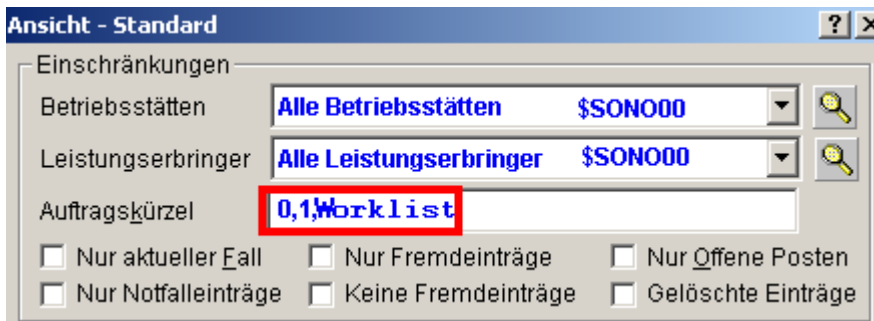 Ansicht - Standard
Einschränkungen
Betriebsstätten Alle Betriebsstätten $SONO00
Leistungserbringer Alle Leistungserbringer $SONO00
Auftragskürzel 0,1,Worklist
Nur aktueller Fall Nur Fremdeinträge Nur Offene Posten
Nur Notfalleinträge Keine Fremdeinträge Gelöschte Einträge